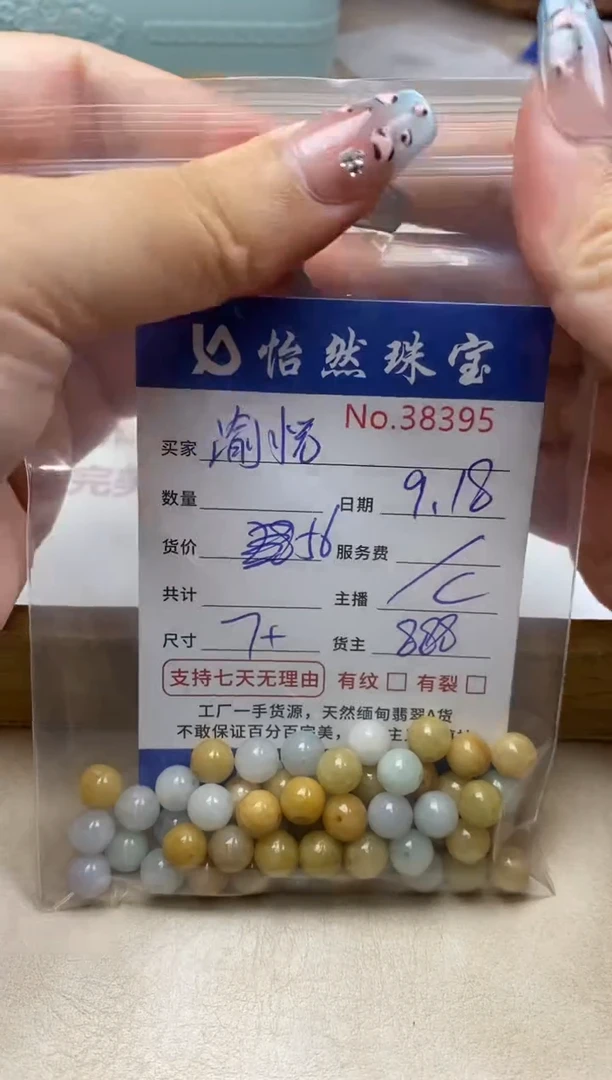 怡然珠宝
No.38395
买家 渝悦
数量 日期 9.18
货价 56 服务费 /
共计 主播 C
尺寸 7+ 货主 888
支持七天无理由 有纹 □ 有裂 □
工厂一手货源，天然缅甸翡翠A货
不敢保证百分百完美，